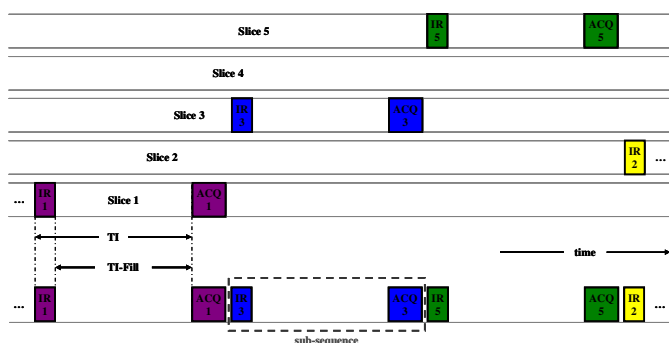 Slice 5
IR
5
ACQ
5
Slice 4
Slice 3
IR
3
ACQ
3
Slice 2
IR
2
...
...
IR
1
Slice 1
ACQ
1
TI
time
TI-Fill
...
IR
1
ACQ
1
IR
3
ACQ
3
IR
5
ACQ
5
IR
2
...
sub-sequence